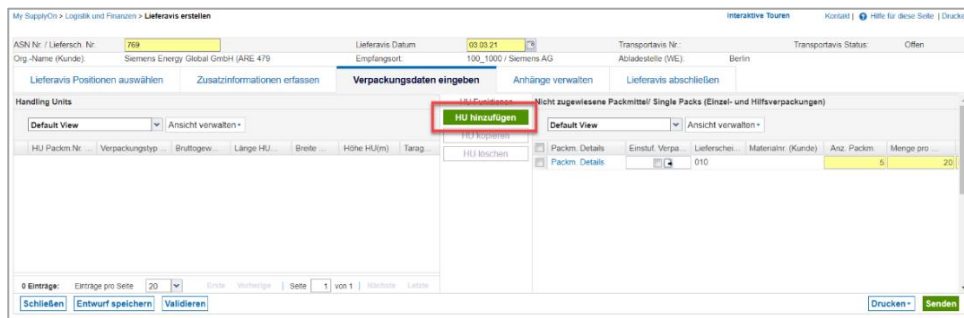 My SupplyOn > Logistik und Finanzen > Lieferavis erstellen
Interaktive Touren Kontakt | Hilfe für diese Seite | Drucke
ASN Nr. / Liefersch. Nr. 769 Lieferavis Datum 03.03.21 Transportavis Nr.: Transportavis Status: Offen
Org.-Name (Kunde): Siemens Energy Global GmbH (ARE 479 Empfangsort: 100_1000 / Siemens AG Abladestelle (WE): Berlin
Lieferavis Positionen auswählen Zusatzinformationen erfassen Verpackungsdaten eingeben Anhänge verwalten Lieferavis abschließen
Handling Units HU Funktionen Nicht zugewiesene Packmittel/ Single Packs (Einzel- und Hilfsverpackungen)
Default View Ansicht verwalten HU hinzufügen Default View Ansicht verwalten
HU kopieren
HU Packm.Nr. ... Verpackungstyp ... Bruttogew... Länge HU... Breite ... Höhe HU(m) Tarag... HU löschen Packm. Details Einstuf. Verpa... Lieferschei... Materialnr. (Kunde) Anz. Packm. Menge pro ...
Packm. Details 010 5 20
0 Einträge: Einträge pro Seite 20 Erste Vorherige | Seite 1 von 1 | Nächste Letzte
Schließen Entwurf speichern Validieren Drucken Senden